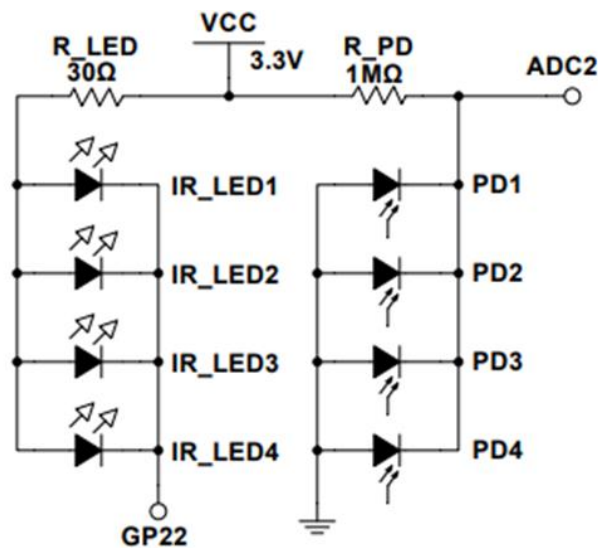 VCC
R_LED
30Ω
3.3V
R_PD
1MΩ
ADC2
IR_LED1
PD1
IR_LED2
PD2
IR_LED3
PD3
IR_LED4
PD4
GP22